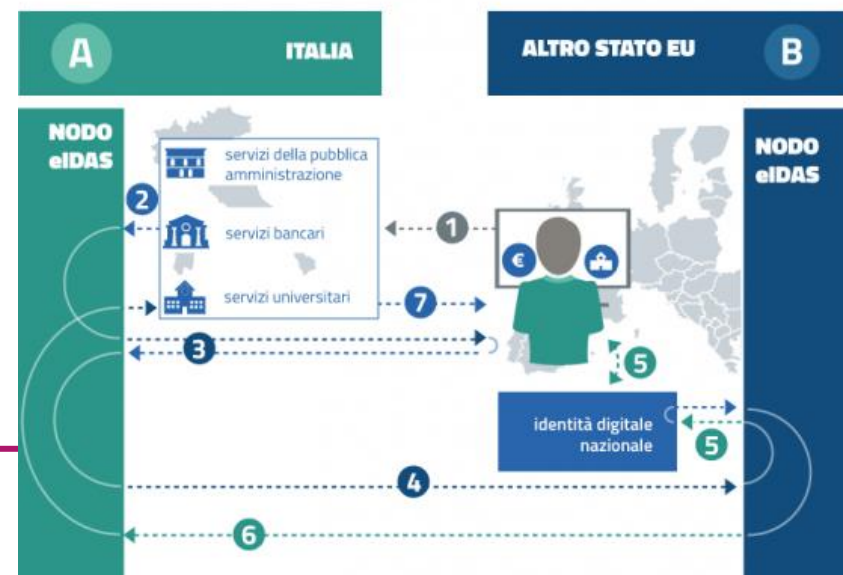 A
ITALIA
ALTRO STATO EU
B
NODO
eIDAS
NODO
eIDAS
servizi della pubblica
amministrazione
2
servizi bancari
1
€
servizi universitari
7
3
5
identità digitale
nazionale
5
4
6